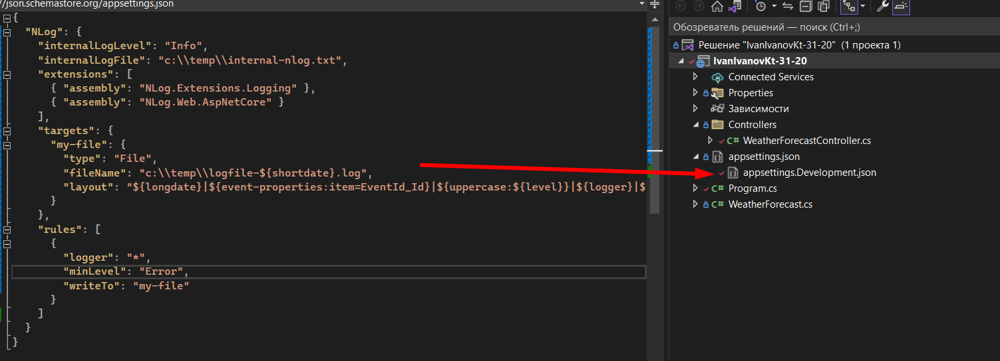 //json.schemastore.org/appsettings.json
{
"NLog": {
"internalLogLevel": "Info",
"internalLogFile": "c:\\temp\\internal-nlog.txt",
"extensions": [
{ "assembly": "NLog.Extensions.Logging" },
{ "assembly": "NLog.Web.AspNetCore" }
],
"targets": {
"my-file": {
"type": "File",
"fileName": "c:\\temp\\logfile-${shortdate}.log",
"layout": "${longdate}|${event-properties:item=EventId_Id}|${uppercase:${level}}|${logger}|$
}
},
"rules": [
{
"logger": "*",
"minLevel": "Error",
"writeTo": "my-file"
}
]
}
}
Обозреватель решений — поиск (Ctrl+;)
Решение "IvanIvanovKt-31-20" (1 проекта 1)
IvanIvanovKt-31-20
Connected Services
Properties
Зависимости
Controllers
C# WeatherForecastController.cs
appsettings.json
appsettings.Development.json
C# Program.cs
C# WeatherForecast.cs